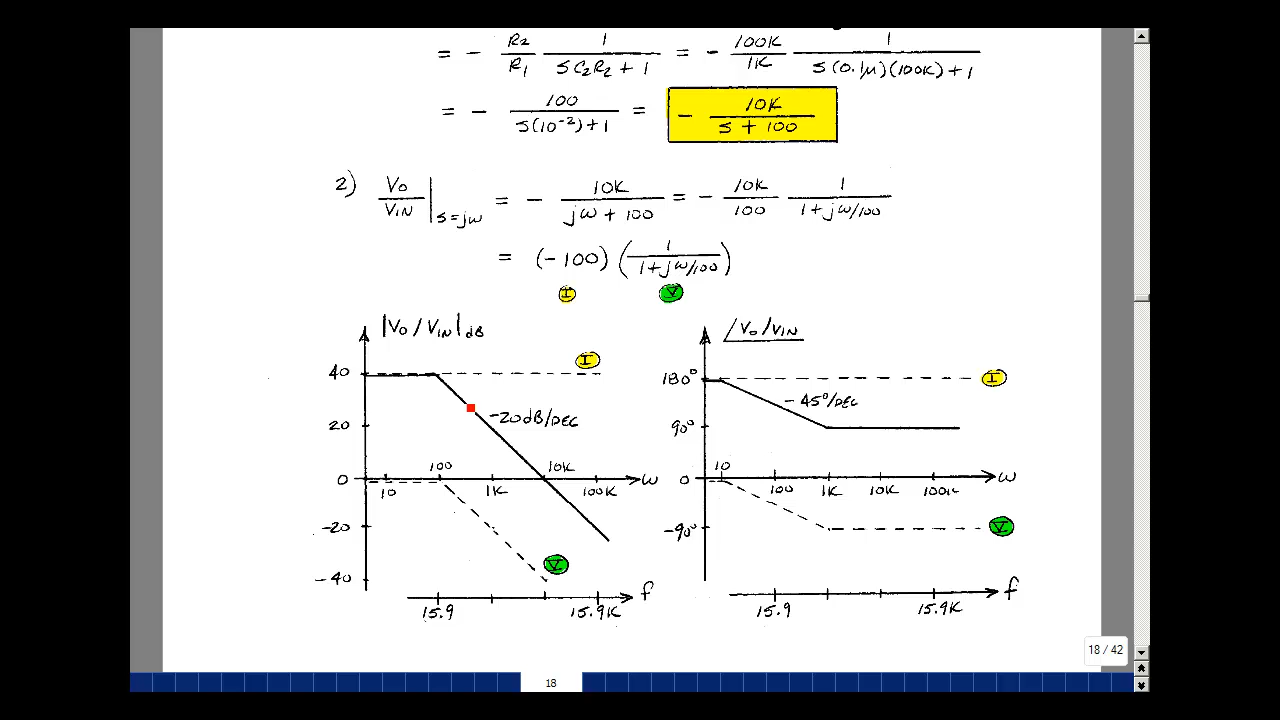 = - R2/R1 1/(SC2R2 + 1) = - 100K/1K 1/(S(0.1µ)(100K)+1)
= - 100/(S(10⁻²)+1) = - 10K/(S + 100)
2) Vo/VIN |s=jω = - 10K/(jω + 100) = - 10K/100 1/(1+jω/100)
= (-100) (1/(1+jω/100))
I V
|Vo/VIN|dB
I
40
-20dB/DEC
20
100 10K
0 10 1K 100K ω
-20
V
-40
f
15.9 15.9K
/Vo/VIN
180° I
-45°/DEC
90°
10
0 100 1K 10K 100K ω
-90° V
f
15.9 15.9K
18 / 42
18